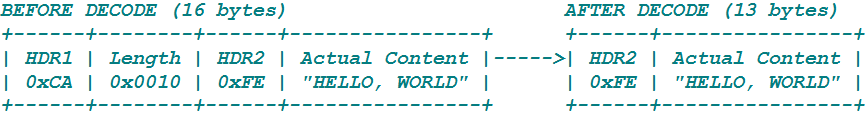 BEFORE DECODE (16 bytes)                       AFTER DECODE (13 bytes)
+------+--------+------+----------------+      +------+----------------+
| HDR1 | Length | HDR2 | Actual Content |----->| HDR2 | Actual Content |
| 0xCA | 0x0010 | 0xFE | "HELLO, WORLD" |      | 0xFE | "HELLO, WORLD" |
+------+--------+------+----------------+      +------+----------------+